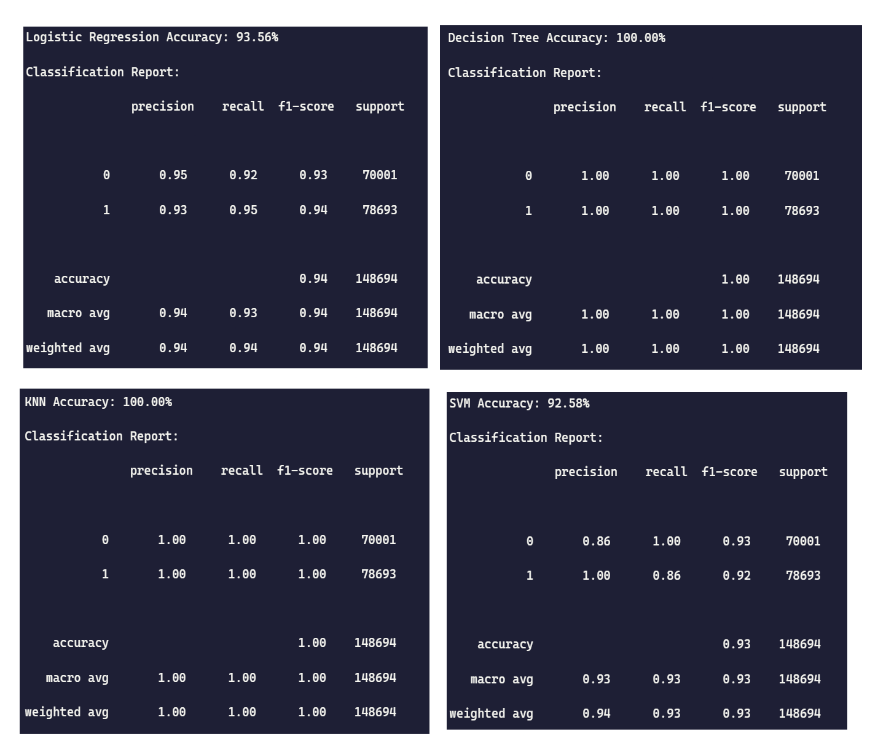 Logistic Regression Accuracy: 93.56%
Classification Report:
precision recall f1-score support
0 0.95 0.92 0.93 70001
1 0.93 0.95 0.94 78693
accuracy 0.94 148694
macro avg 0.94 0.93 0.94 148694
weighted avg 0.94 0.94 0.94 148694
Decision Tree Accuracy: 100.00%
Classification Report:
precision recall f1-score support
0 1.00 1.00 1.00 70001
1 1.00 1.00 1.00 78693
accuracy 1.00 148694
macro avg 1.00 1.00 1.00 148694
weighted avg 1.00 1.00 1.00 148694
KNN Accuracy: 100.00%
Classification Report:
precision recall f1-score support
0 1.00 1.00 1.00 70001
1 1.00 1.00 1.00 78693
accuracy 1.00 148694
macro avg 1.00 1.00 1.00 148694
weighted avg 1.00 1.00 1.00 148694
SVM Accuracy: 92.58%
Classification Report:
precision recall f1-score support
0 0.86 1.00 0.93 70001
1 1.00 0.86 0.92 78693
accuracy 0.93 148694
macro avg 0.93 0.93 0.93 148694
weighted avg 0.94 0.93 0.93 148694